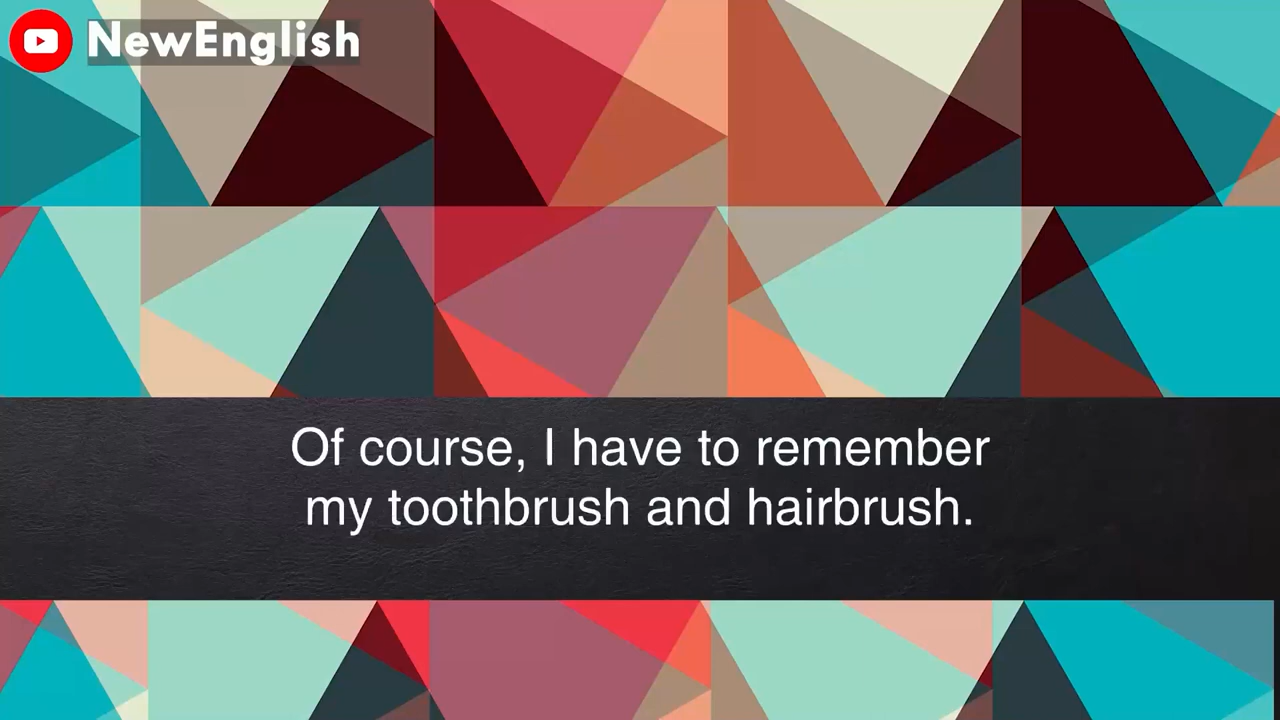 NewEnglish
Of course, I have to remember
my toothbrush and hairbrush.